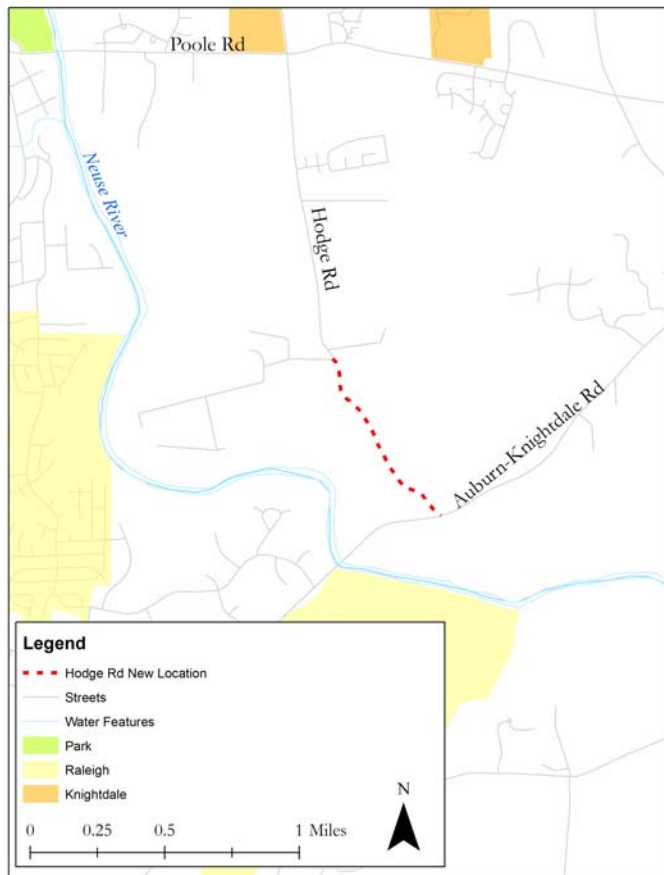 Poole Rd
Neuse River
Hodge Rd
Auburn-Knightdale Rd
Legend
Hodge Rd New Location
Streets
Water Features
Park
Raleigh
Knightdale
N
0 0.25 0.5 1 Miles